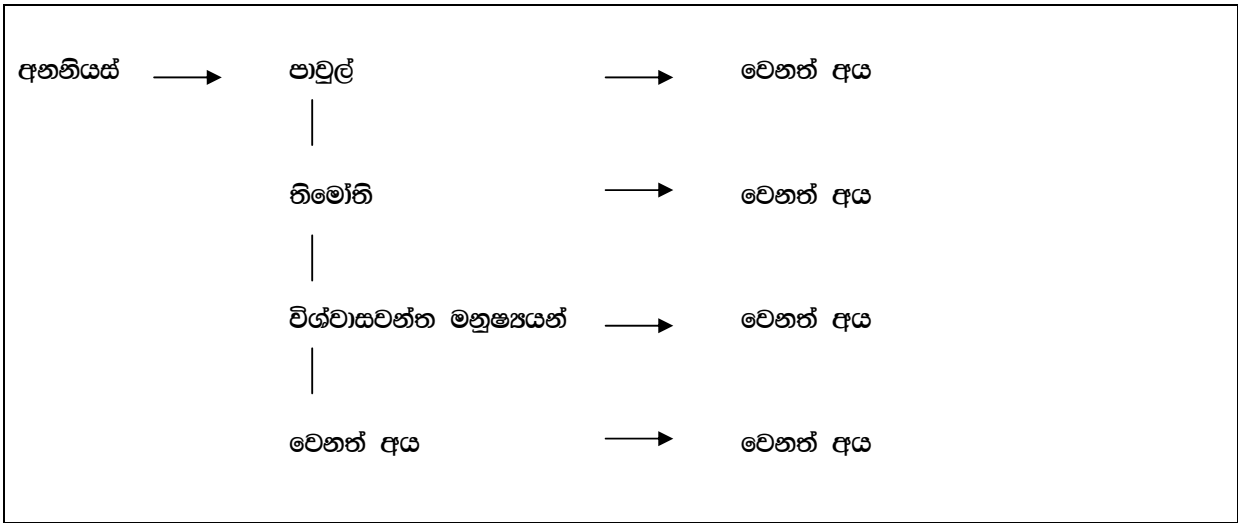 අනනියස් පාවුල් වෙනත් අය
තිමෝති වෙනත් අය
විශ්වාසවන්ත මනුෂ්‍යයන් වෙනත් අය
වෙනත් අය වෙනත් අය